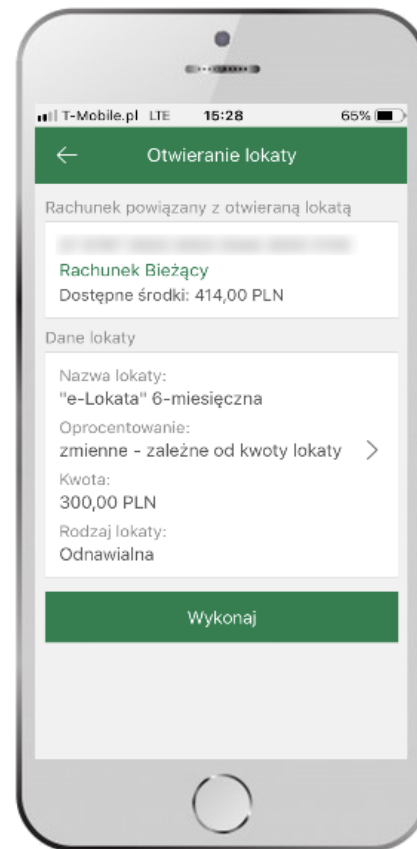 T-Mobile.pl LTE 15:28 65%
Otwieranie lokaty
Rachunek powiązany z otwieraną lokatą
Rachunek Bieżący
Dostępne środki: 414,00 PLN
Dane lokaty
Nazwa lokaty:
"e-Lokata" 6-miesięczna
Oprocentowanie:
zmienne - zależne od kwoty lokaty
Kwota:
300,00 PLN
Rodzaj lokaty:
Odnawialna
Wykonaj